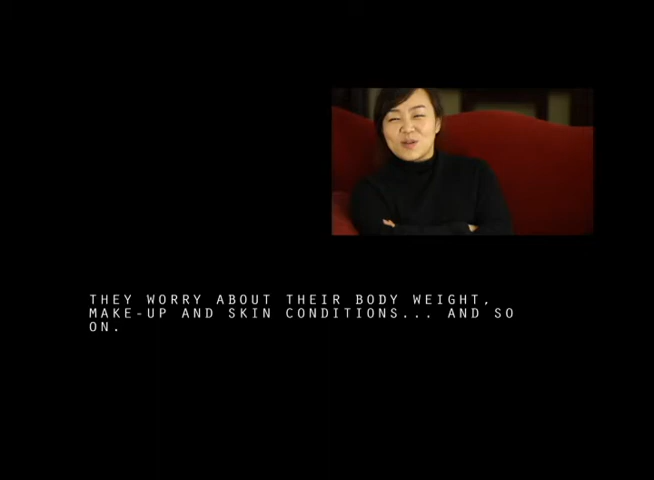 THEY WORRY ABOUT THEIR BODY WEIGHT,
MAKE-UP AND SKIN CONDITIONS... AND SO
ON.